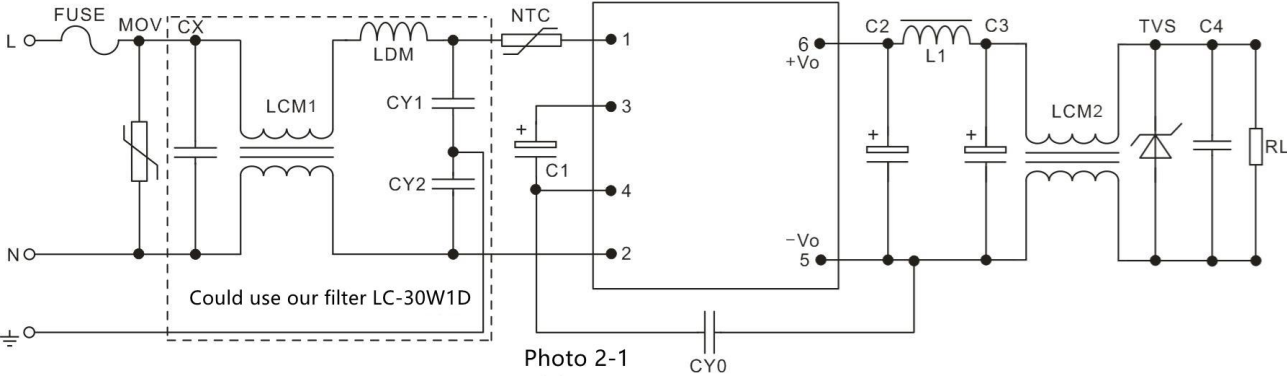 FUSE
MOV
CX
LDM
NTC
L
LCM1
CY1
CY2
N
C1
1
3
4
2
6
+Vo
−Vo
5
C2
L1
C3
LCM2
TVS
C4
RL
+
+
+
Could use our filter LC-30W1D
CY0
Photo 2-1